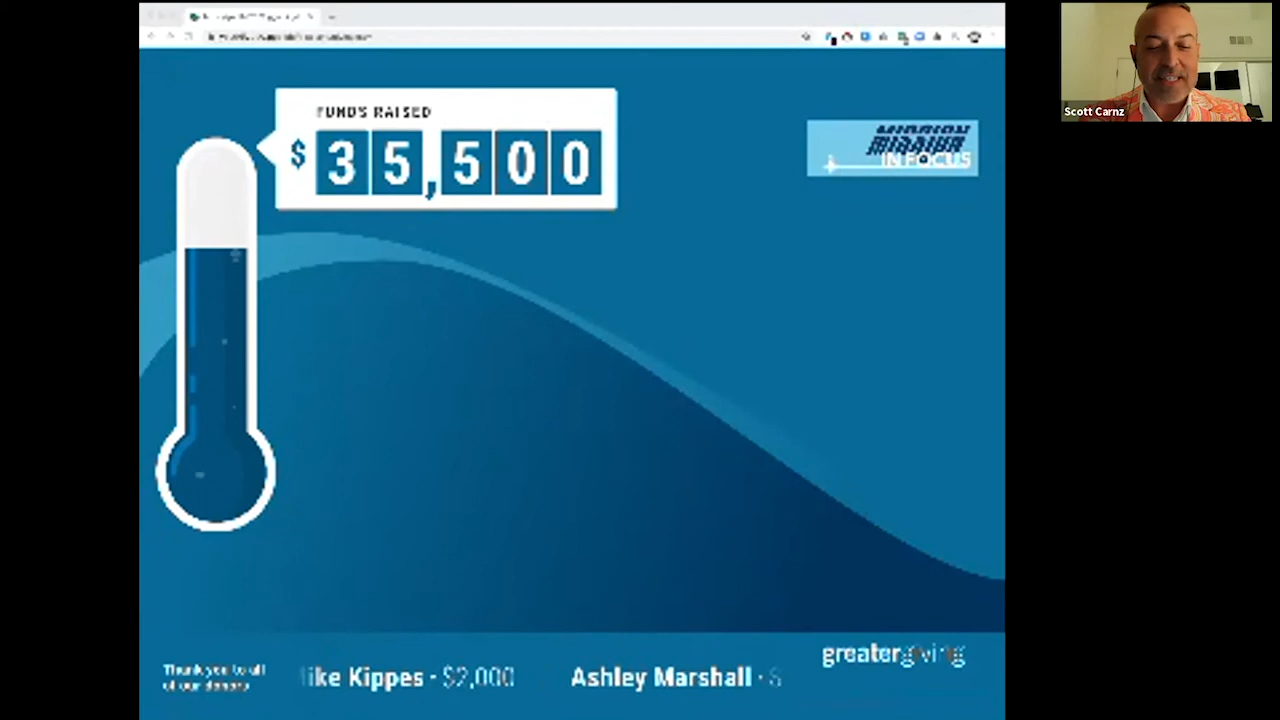 FUNDS RAISED
$ 35,500
MISSION
IN FOCUS
Scott Carnz
Thank you to all
of our donors
ike Kippes · $2,000 Ashley Marshall · $
greatergiving